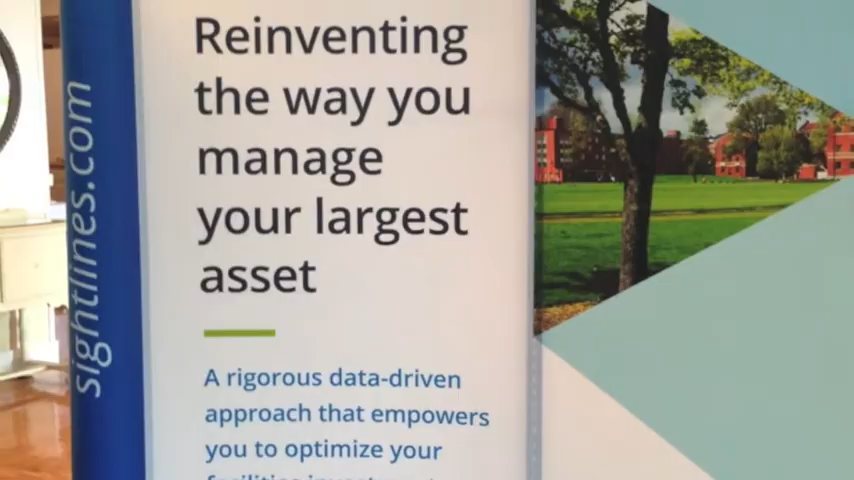 sightlines.com
Reinventing
the way you
manage
your largest
asset
A rigorous data-driven
approach that empowers
you to optimize your